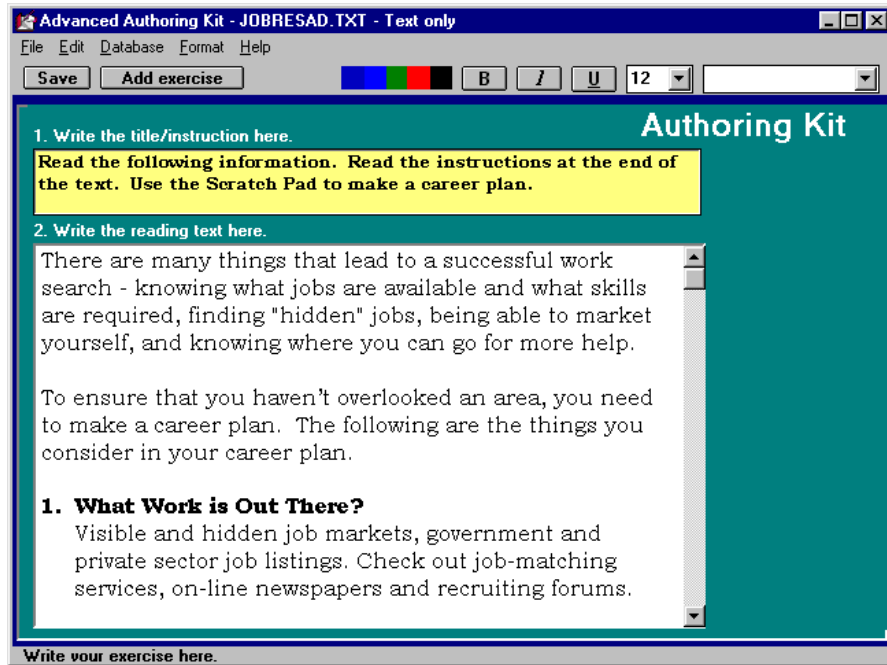 Advanced Authoring Kit - JOBRESAD.TXT - Text only
File Edit Database Format Help
Save Add exercise B I U 12
Authoring Kit
1. Write the title/instruction here.
Read the following information. Read the instructions at the end of
the text. Use the Scratch Pad to make a career plan.
2. Write the reading text here.
There are many things that lead to a successful work
search - knowing what jobs are available and what skills
are required, finding "hidden" jobs, being able to market
yourself, and knowing where you can go for more help.
To ensure that you haven't overlooked an area, you need
to make a career plan. The following are the things you
consider in your career plan.
1. What Work is Out There?
Visible and hidden job markets, government and
private sector job listings. Check out job-matching
services, on-line newspapers and recruiting forums.
Write your exercise here.